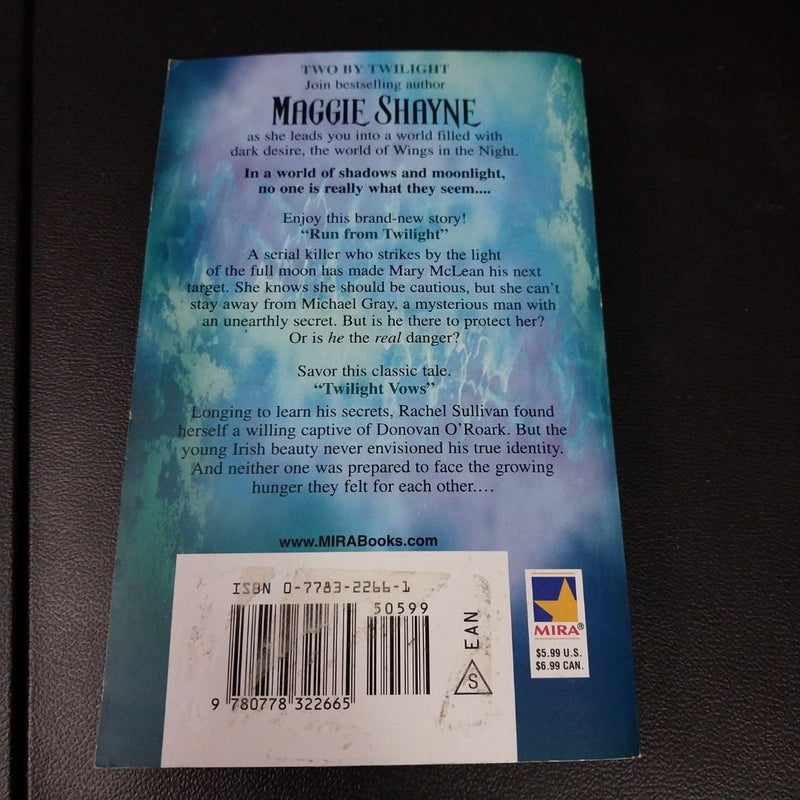 TWO BY TWILIGHT
Join bestselling author
MAGGIE SHAYNE
as she leads you into a world filled with
dark desire, the world of Wings in the Night.
In a world of shadows and moonlight,
no one is really what they seem....
Enjoy this brand-new story!
“Run from Twilight”
A serial killer who strikes by the light
of the full moon has made Mary McLean his next
target. She knows she should be cautious, but she can't
stay away from Michael Gray, a mysterious man with
an unearthly secret. But is he there to protect her?
Or is he the real danger?
Savor this classic tale.
“Twilight Vows”
Longing to learn his secrets, Rachel Sullivan found
herself a willing captive of Donovan O'Roark. But the
young Irish beauty never envisioned his true identity.
And neither one was prepared to face the growing
hunger they felt for each other....
www.MIRABooks.com
ISBN 0-7783-2266-1
50599
9 780778 322665
EAN
S
MIRA®
$5.99 U.S.
$6.99 CAN.